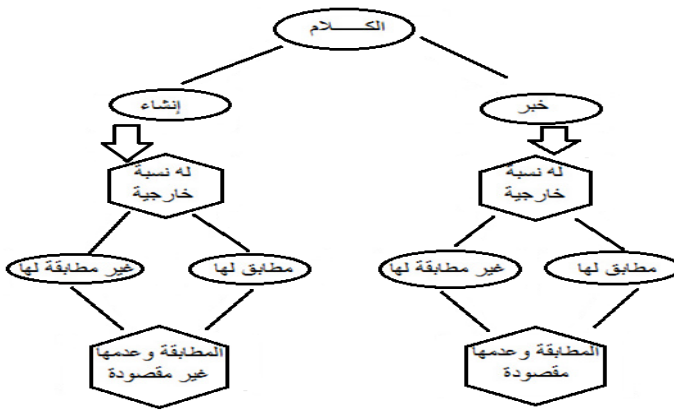 الكـــــلام
خبر
إنشاء
له نسبة
خارجية
له نسبة
خارجية
مطابق لها
غير مطابقة لها
مطابق لها
غير مطابقة لها
المطابقة وعدمها
مقصودة
المطابقة وعدمها
غير مقصودة